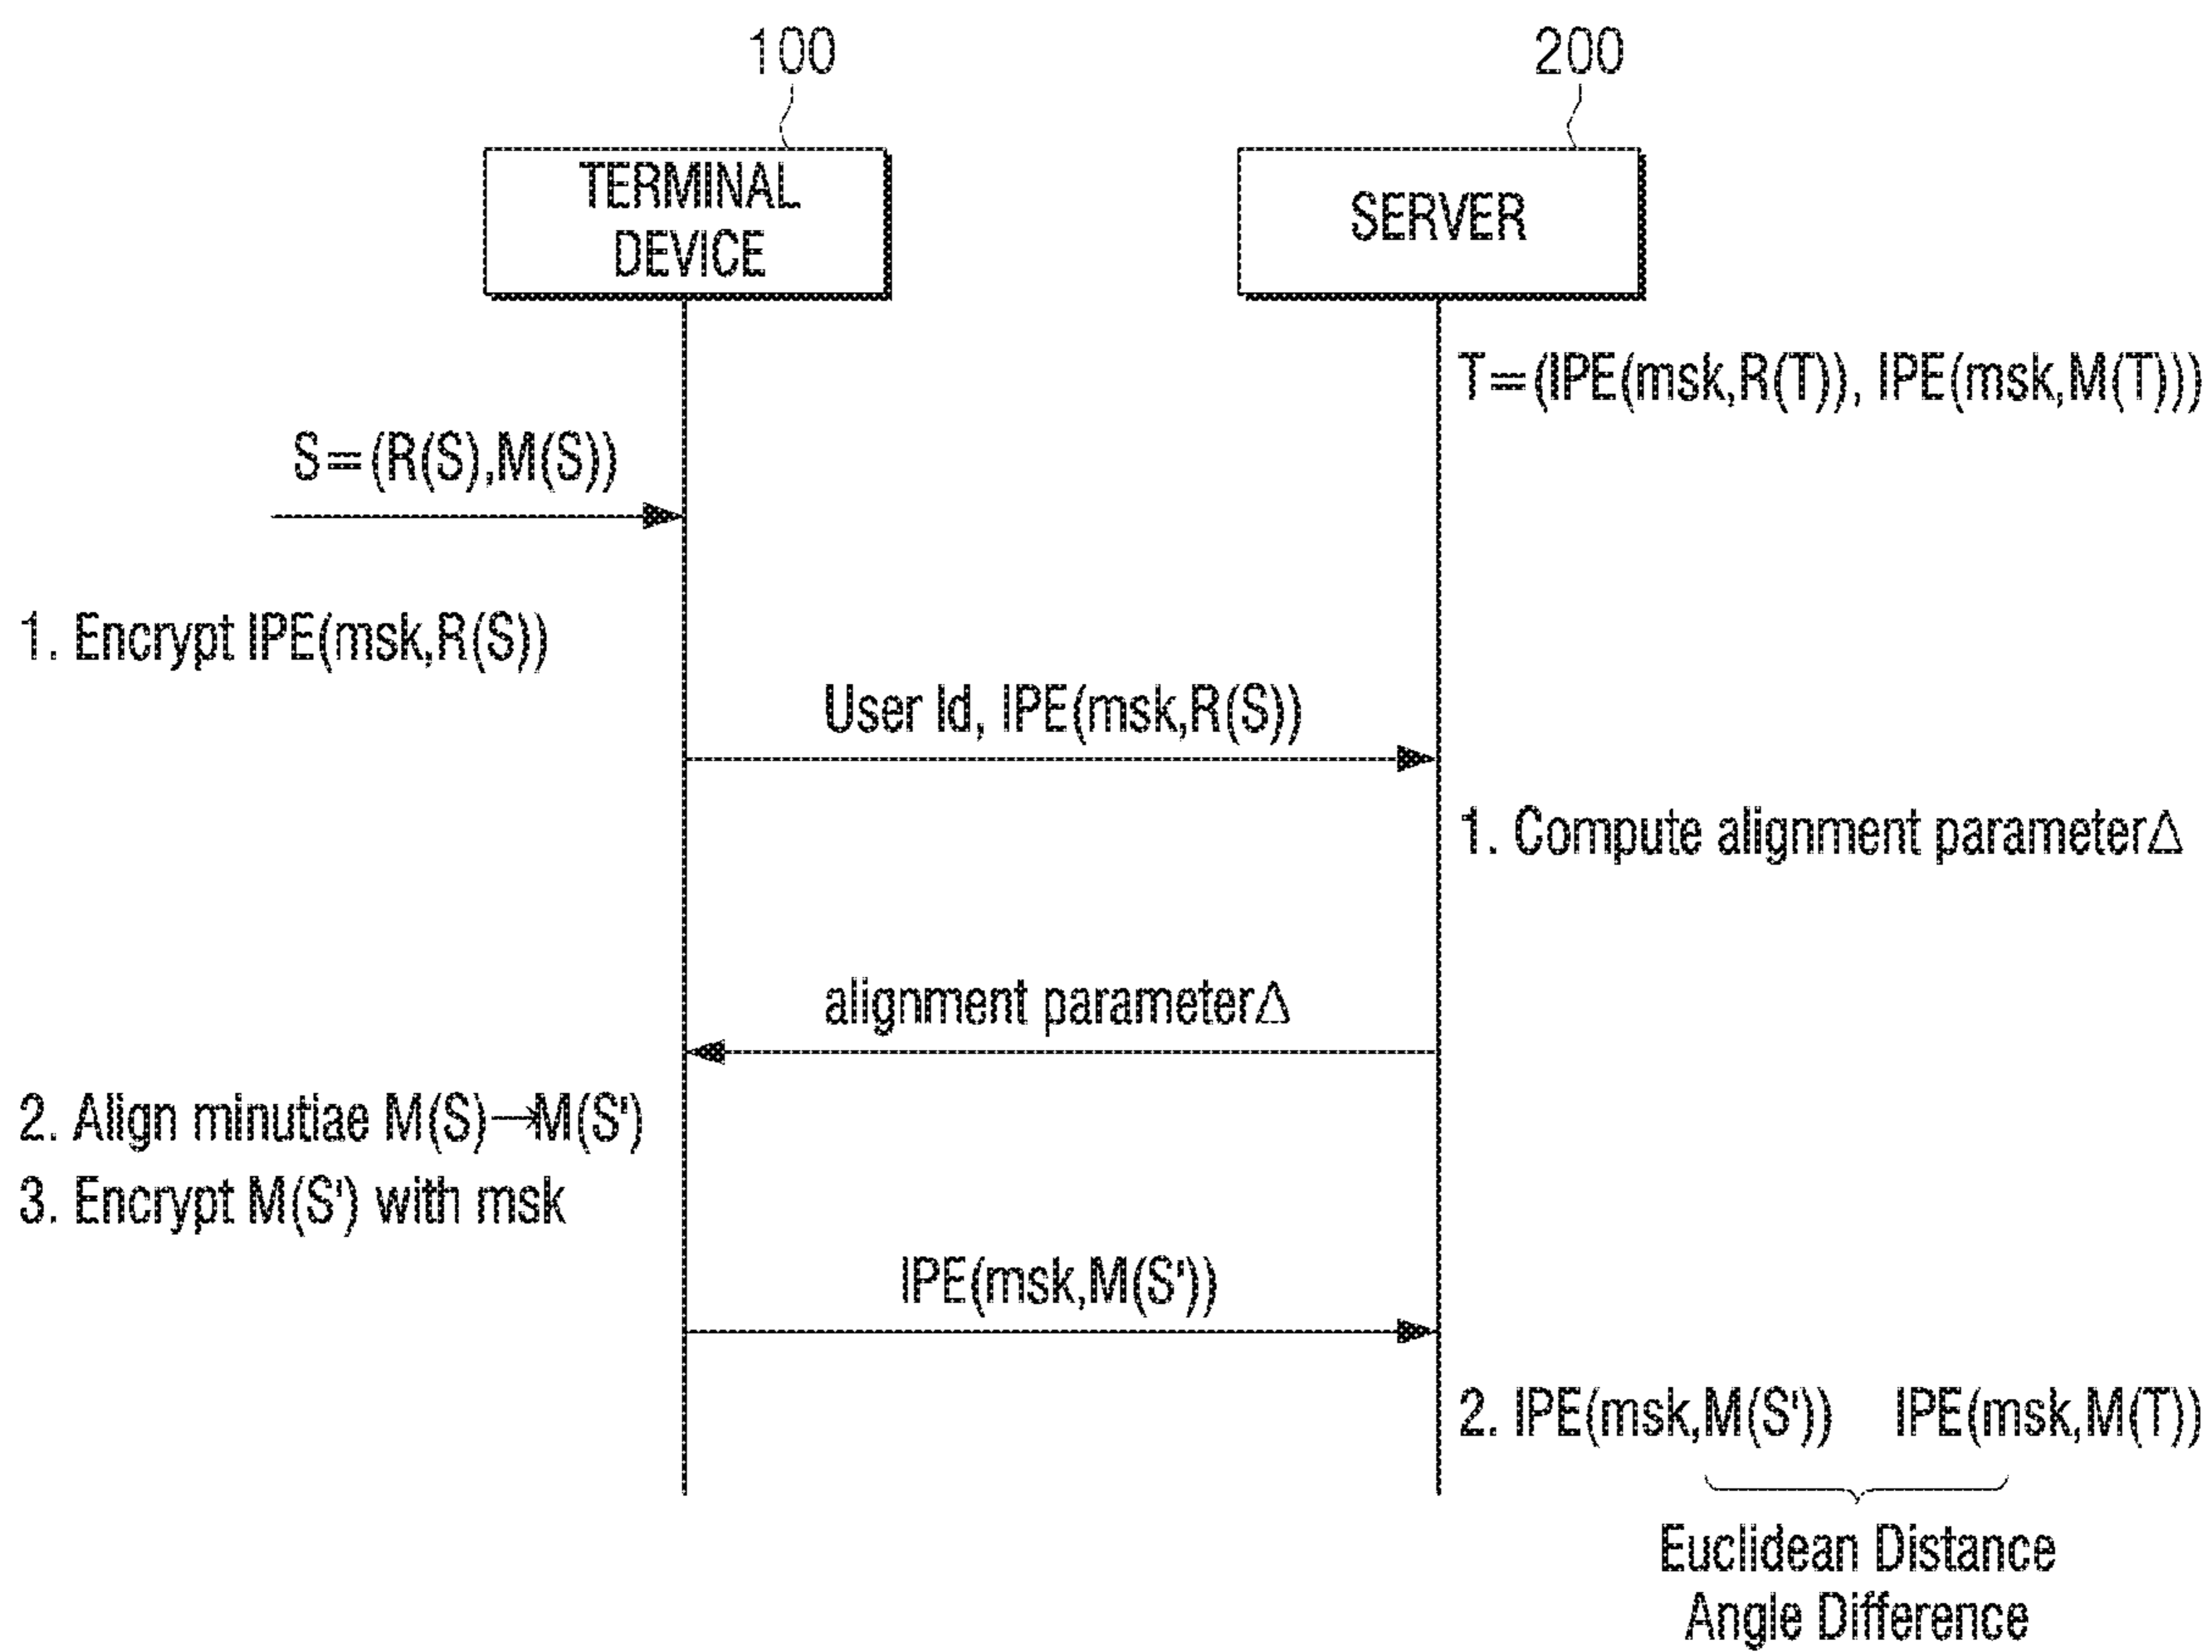 100
200
TERMINAL
DEVICE
SERVER
T=(IPE(msk,R(T)), IPE(msk,M(T)))
S=(R(S),M(S))
1. Encrypt IPE(msk,R(S))
User Id, IPE(msk,R(S))
1. Compute alignment parameterΔ
alignment parameterΔ
2. Align minutiae M(S)→M(S')
3. Encrypt M(S') with msk
IPE(msk,M(S'))
2. IPE(msk,M(S')) IPE(msk,M(T))
Euclidean Distance
Angle Difference